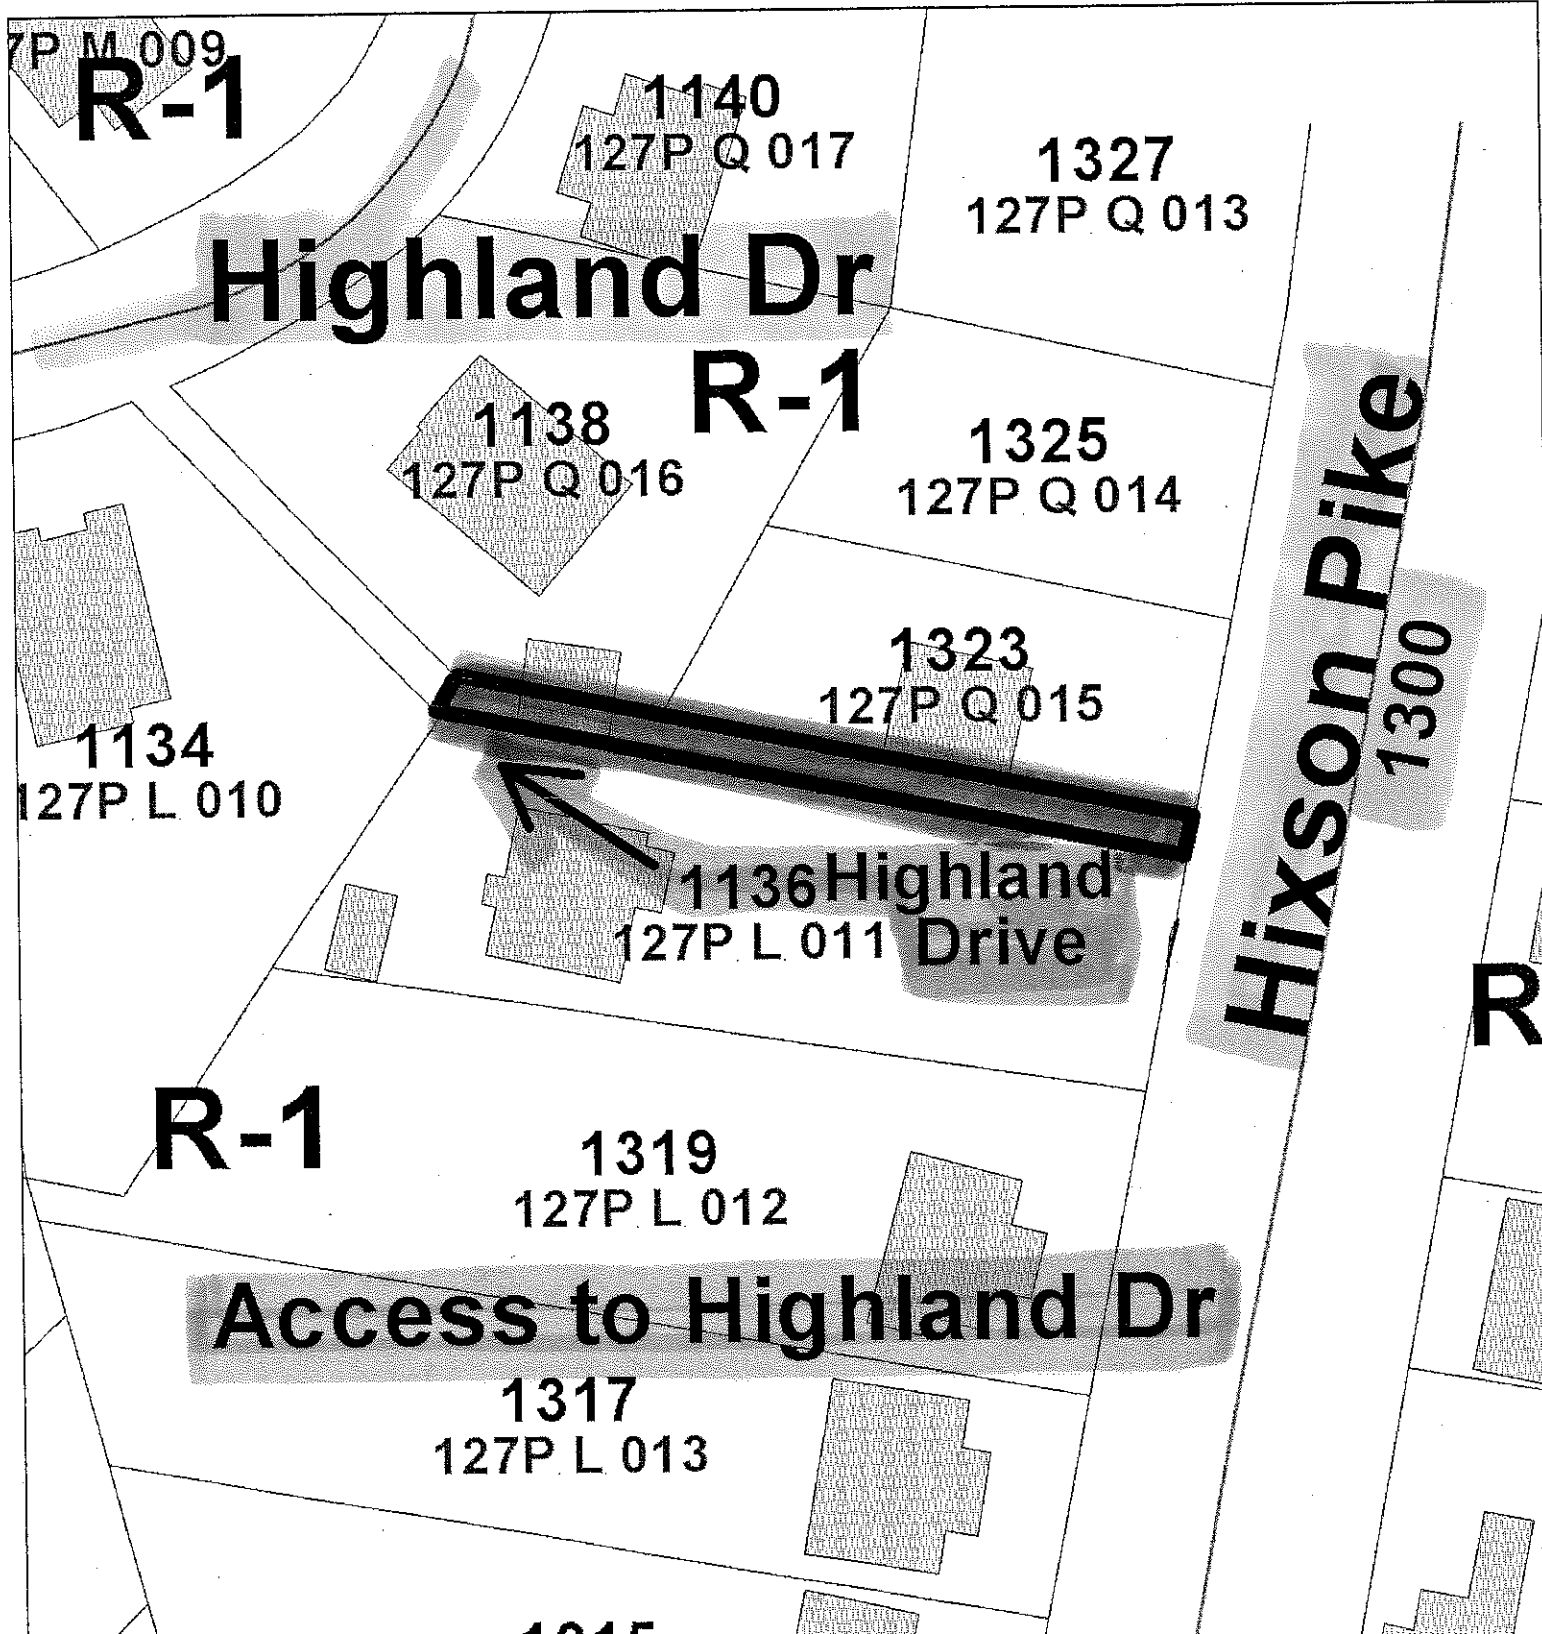 7P M 009
R-1
1140
127P Q 017
1327
127P Q 013
Highland Dr
R-1
1138
127P Q 016
1325
127P Q 014
Hixson Pike
1300
1323
127P Q 015
1134
127P L 010
1136 Highland
127P L 011 Drive
R
R-1
1319
127P L 012
Access to Highland Dr
1317
127P L 013
1315